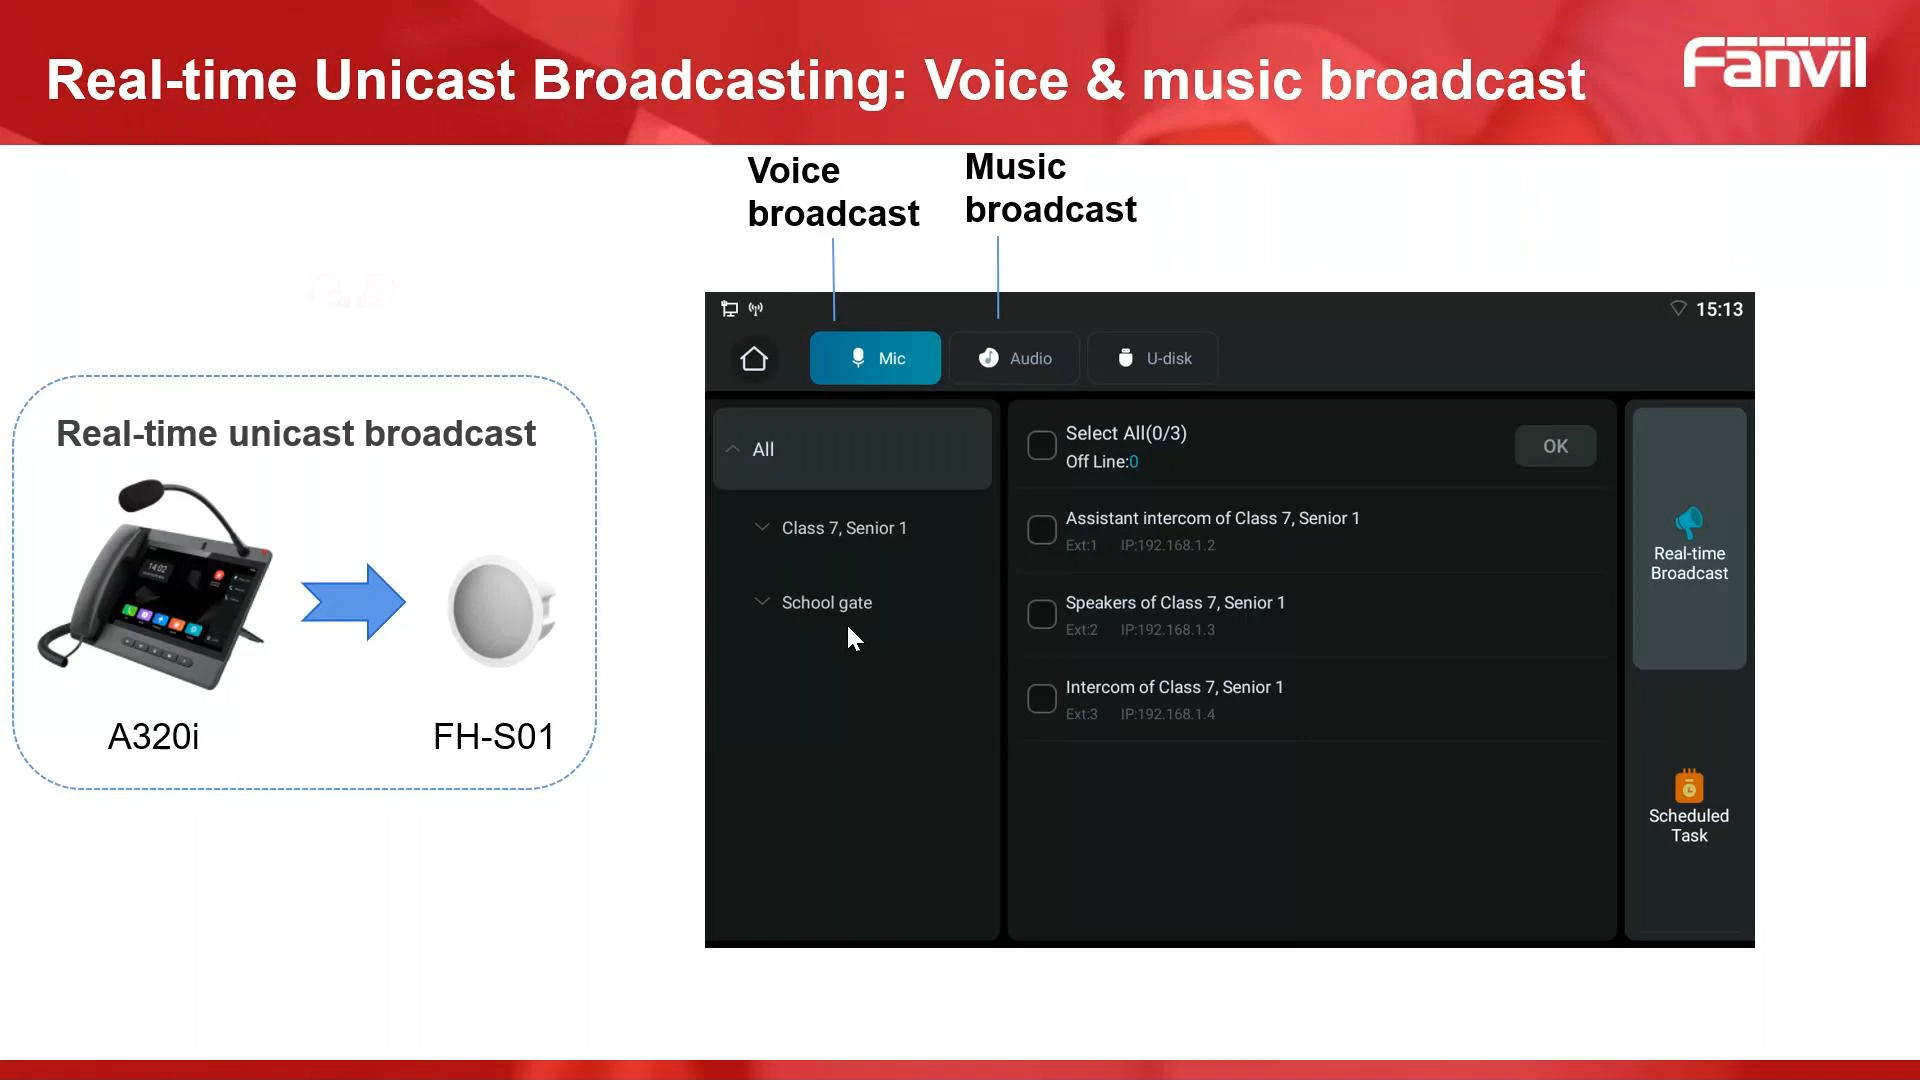 Real-time Unicast Broadcasting: Voice & music broadcast
Fanvil
Voice
broadcast
Music
broadcast
15:13
Mic
Audio
U-disk
All
Class 7, Senior 1
School gate
Select All(0/3)
Off Line:0
OK
Assistant intercom of Class 7, Senior 1
Ext:1 IP:192.168.1.2
Speakers of Class 7, Senior 1
Ext:2 IP:192.168.1.3
Intercom of Class 7, Senior 1
Ext:3 IP:192.168.1.4
Real-time
Broadcast
Scheduled
Task
Real-time unicast broadcast
14:02
A320i
FH-S01